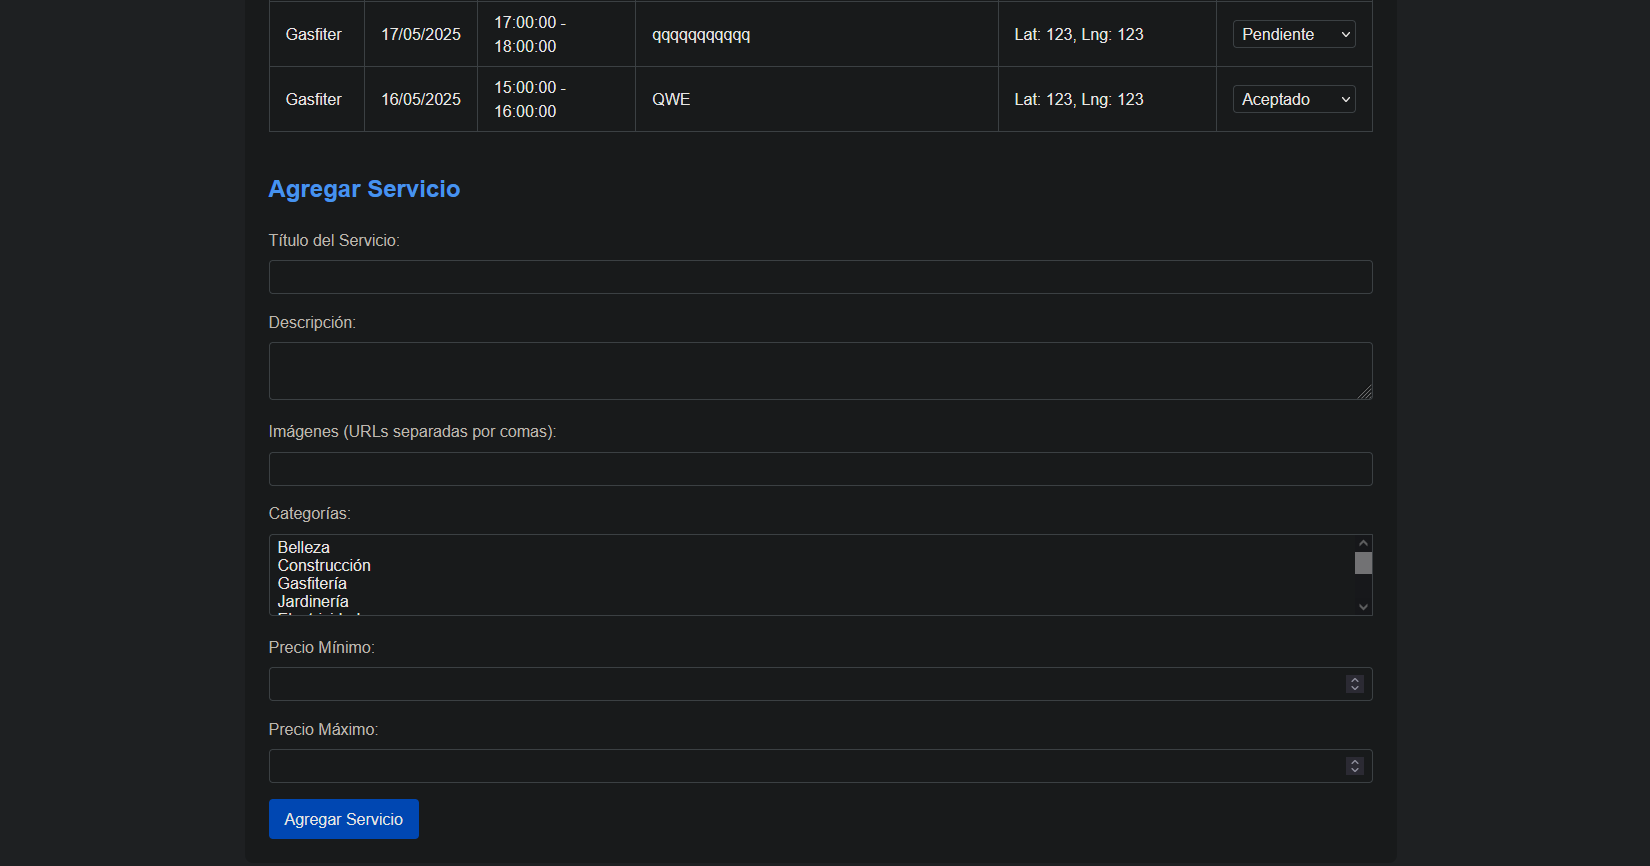 Gasfiter 17/05/2025 17:00:00 - 18:00:00 qqqqqqqqqqq Lat: 123, Lng: 123 Pendiente
Gasfiter 16/05/2025 15:00:00 - 16:00:00 QWE Lat: 123, Lng: 123 Aceptado
Agregar Servicio
Título del Servicio:
Descripción:
Imágenes (URLs separadas por comas):
Categorías:
Belleza
Construcción
Gasfitería
Jardinería
Precio Mínimo:
Precio Máximo:
Agregar Servicio